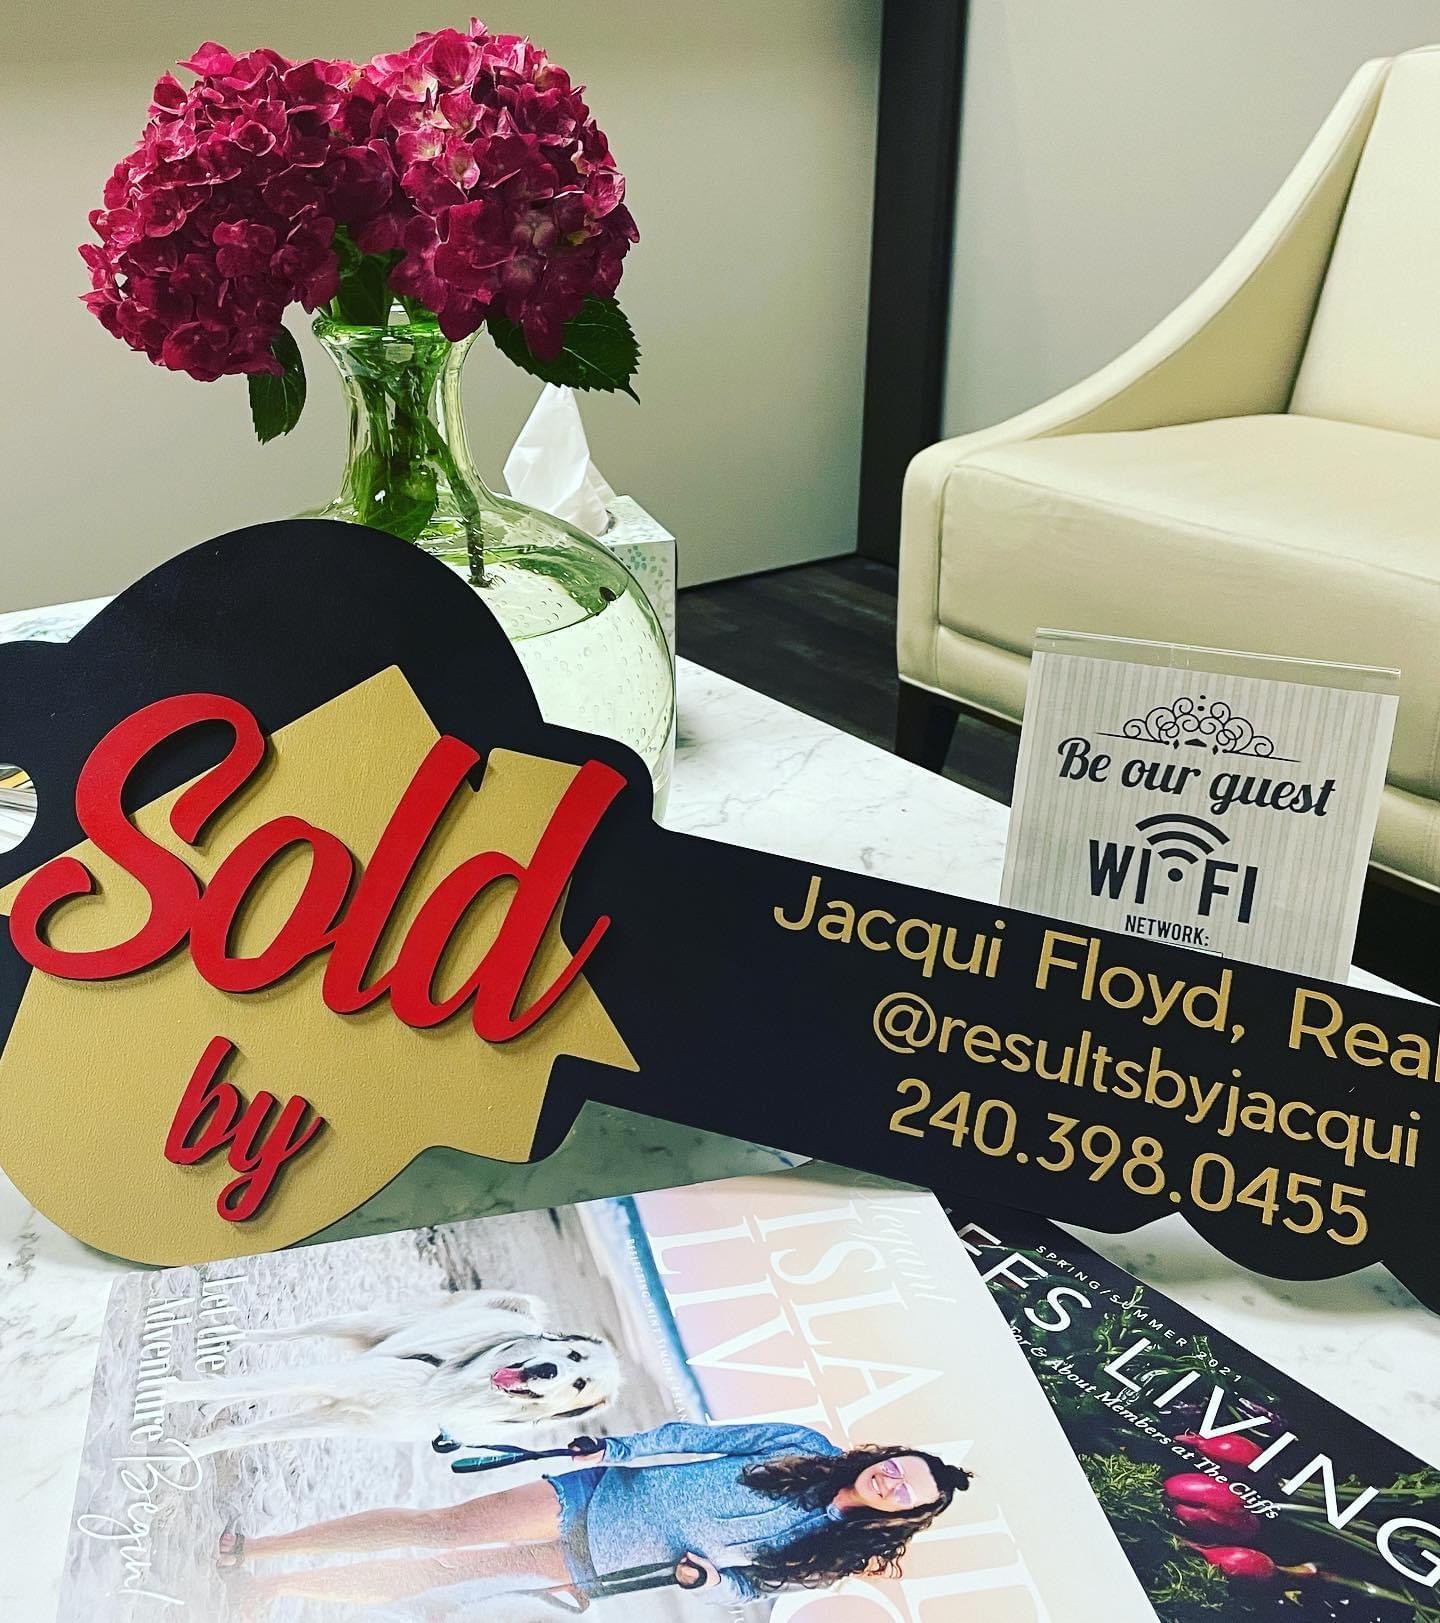 Sold
by
Jacqui Floyd, Real
@resultsbyjacqui
240.398.0455
Be our guest
WI FI
NETWORK:
Elegant
ISLAND
LIVING
Let the
Adventure
Begin!
SPRING/SUMMER 2021
LIVING
& About Members at The Cliffs